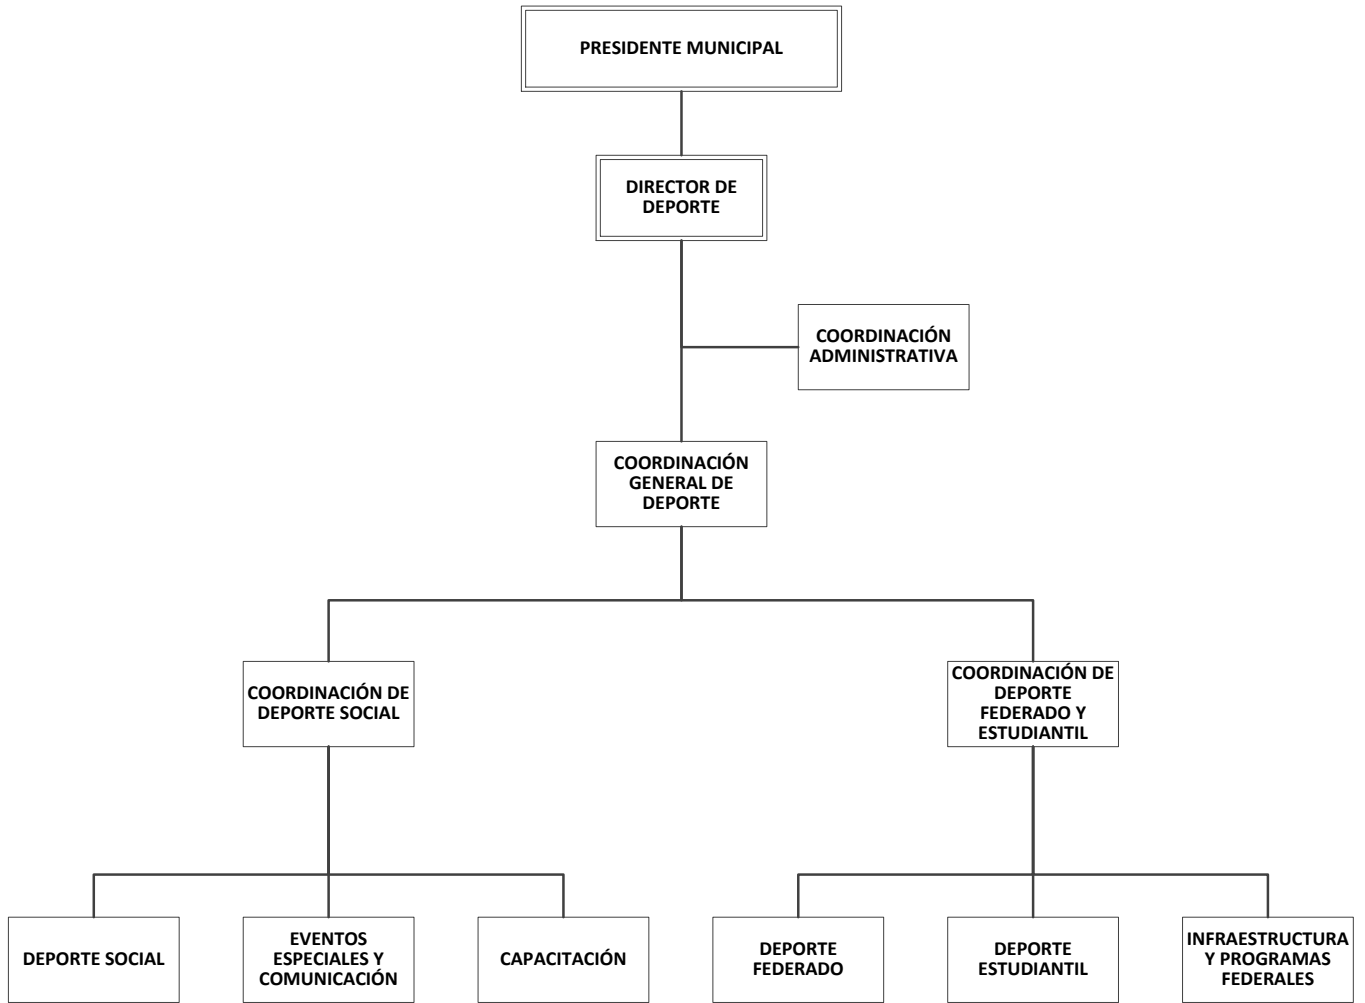 PRESIDENTE MUNICIPAL
DIRECTOR DE
DEPORTE
COORDINACIÓN
ADMINISTRATIVA
COORDINACIÓN
GENERAL DE
DEPORTE
COORDINACIÓN DE
DEPORTE SOCIAL
COORDINACIÓN DE
DEPORTE
FEDERADO Y
ESTUDIANTIL
DEPORTE SOCIAL
EVENTOS
ESPECIALES Y
COMUNICACIÓN
CAPACITACIÓN
DEPORTE
FEDERADO
DEPORTE
ESTUDIANTIL
INFRAESTRUCTURA
Y PROGRAMAS
FEDERALES